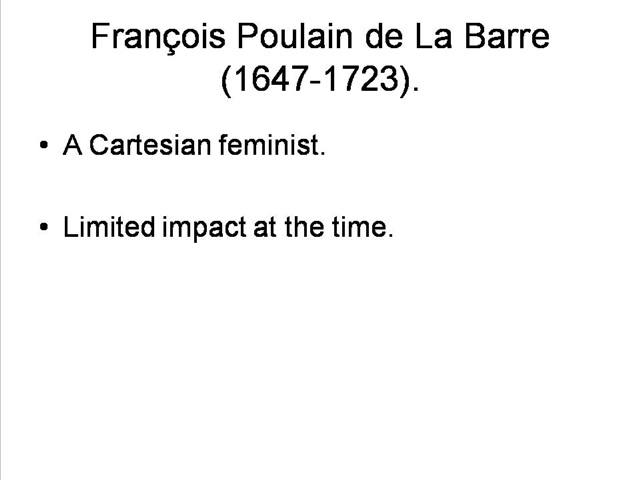 François Poulain de La Barre
(1647-1723).
• A Cartesian feminist.
• Limited impact at the time.